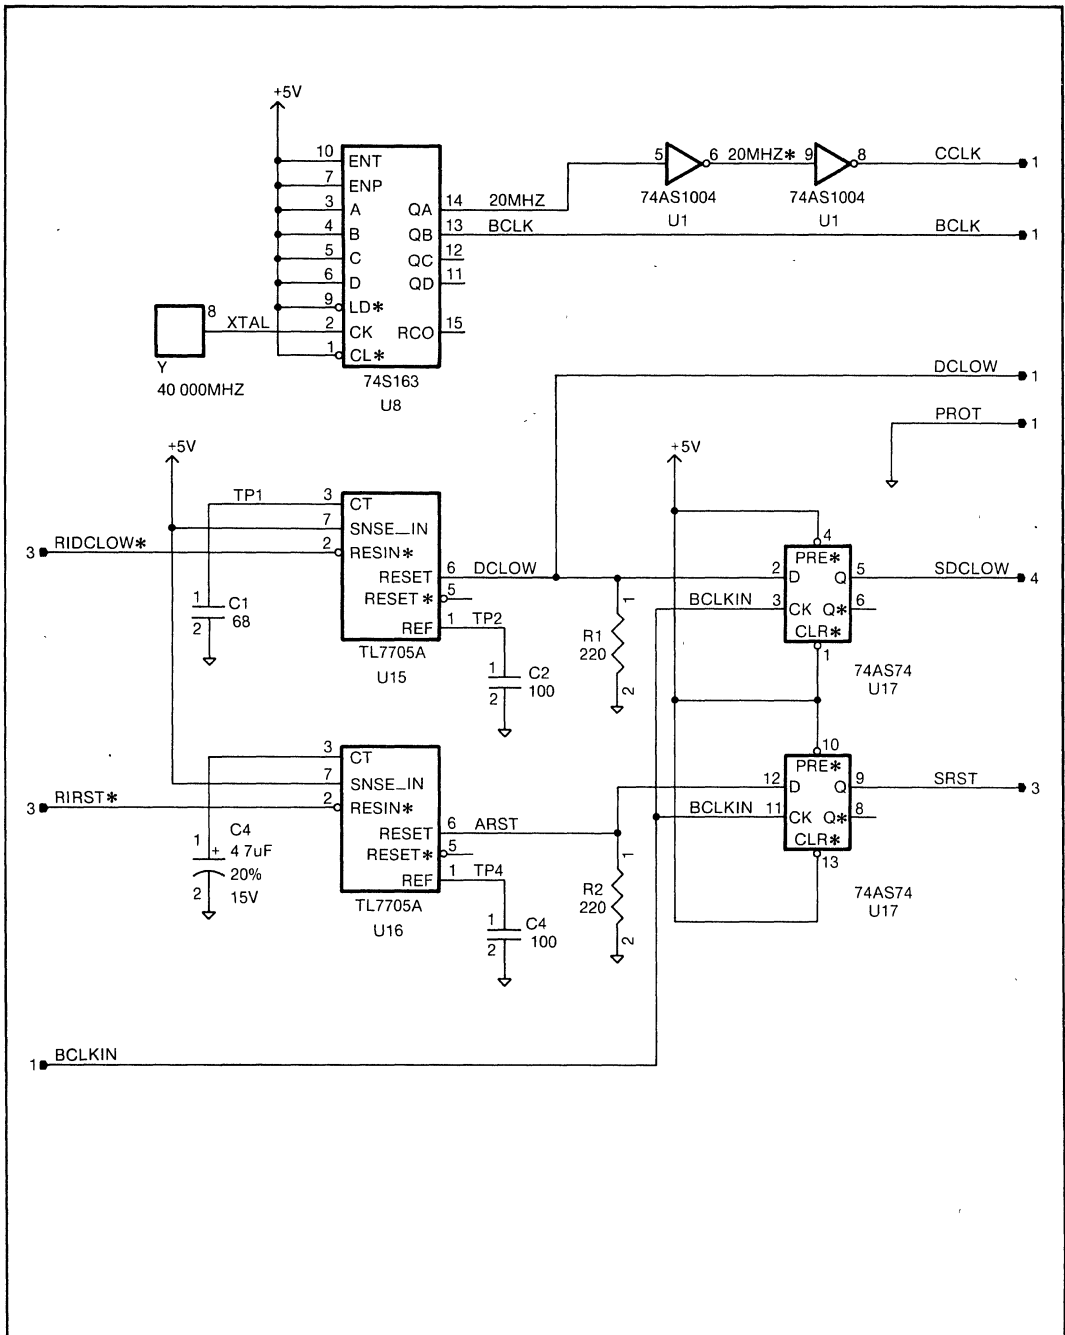 +5V
10 ENT
7 ENP
3 A QA 14 20MHZ
4 B QB 13 BCLK BCLK 1
5 C QC 12
6 D QD 11
9 LD*
8 XTAL 2 CK RCO 15
1 CL*
Y
40 000MHZ
74S163
U8
5 6 20MHZ* 9 8 CCLK 1
74AS1004 74AS1004
U1 U1
DCLOW 1
PROT 1
+5V +5V
TP1 3 CT
7 SNSE_IN
3 RIDCLOW* 2 RESIN*
RESET 6 DCLOW
RESET* 5
REF 1 TP2
TL7705A
U15
1 C1
2 68
1 C2
2 100
R1 1
220 2
4
PRE*
2 D Q 5 SDCLOW 4
BCLKIN 3 CK Q* 6
CLR*
1
74AS74
U17
3 CT
7 SNSE_IN
3 RIRST* 2 RESIN*
RESET 6 ARST
RESET* 5
REF 1 TP4
TL7705A
U16
C4
1 + 4 7uF
20%
2 15V
1 C4
2 100
R2 1
220 2
10
PRE*
12 D Q 9 SRST 3
BCLKIN 11 CK Q* 8
CLR*
13
74AS74
U17
1 BCLKIN